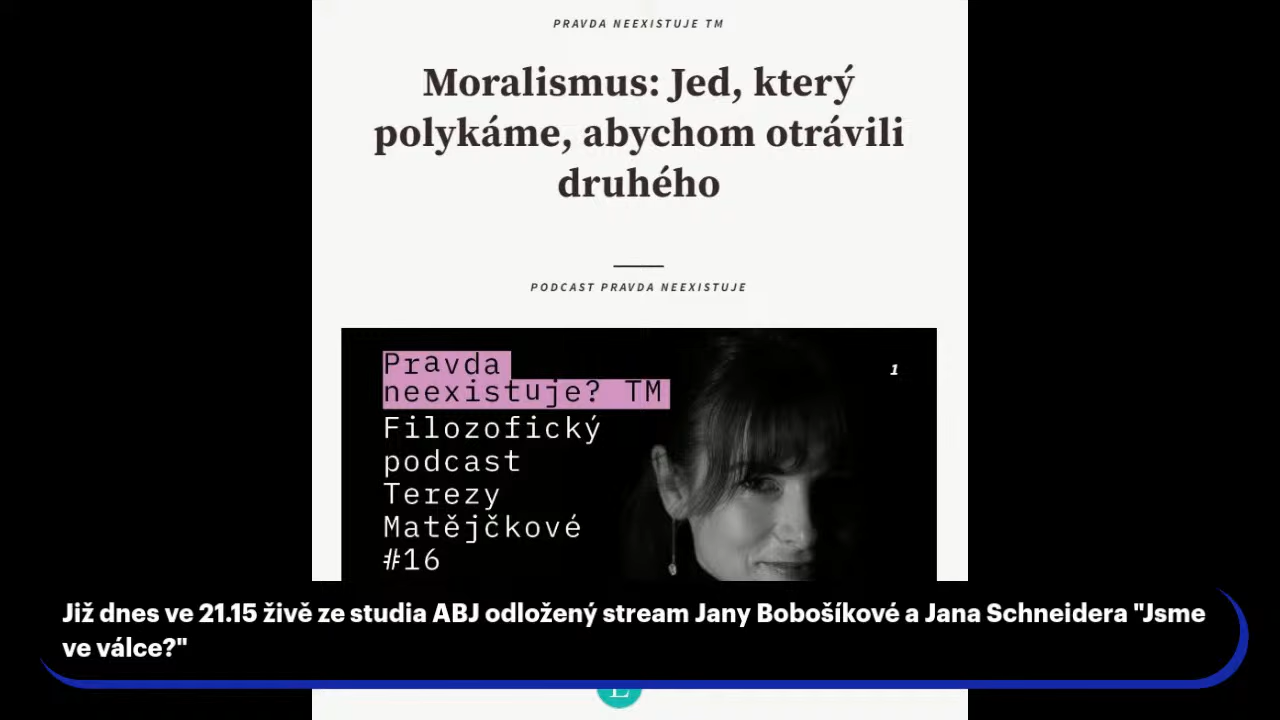 PRAVDA NEEXISTUJE TM
Moralismus: Jed, který
polykáme, abychom otrávili
druhého
PODCAST PRAVDA NEEXISTUJE
Pravda
neexistuje? TM
1
Filozofický
podcast
Terezy
Matějčkové
#16
Již dnes ve 21.15 živě ze studia ABJ odložený stream Jany Bobošíkové a Jana Schneidera "Jsme
ve válce?"